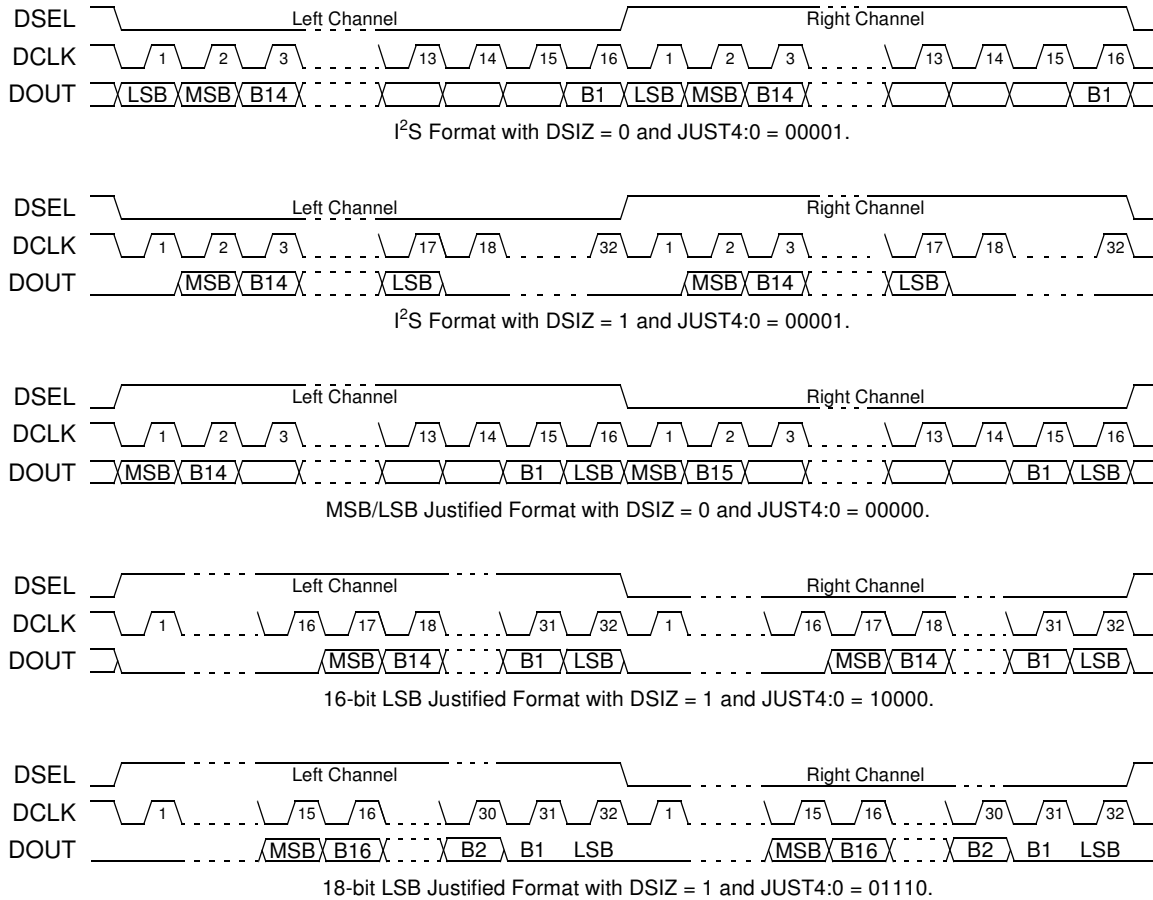 DSEL Left Channel Right Channel
DCLK 1 2 3 13 14 15 16 1 2 3 13 14 15 16
DOUT LSB MSB B14 B1 LSB MSB B14 B1
I²S Format with DSIZ = 0 and JUST4:0 = 00001.
DSEL Left Channel Right Channel
DCLK 1 2 3 17 18 32 1 2 3 17 18 32
DOUT MSB B14 LSB MSB B14 LSB
I²S Format with DSIZ = 1 and JUST4:0 = 00001.
DSEL Left Channel Right Channel
DCLK 1 2 3 13 14 15 16 1 2 3 13 14 15 16
DOUT MSB B14 B1 LSB MSB B15 B1 LSB
MSB/LSB Justified Format with DSIZ = 0 and JUST4:0 = 00000.
DSEL Left Channel Right Channel
DCLK 1 16 17 18 31 32 1 16 17 18 31 32
DOUT MSB B14 B1 LSB MSB B14 B1 LSB
16-bit LSB Justified Format with DSIZ = 1 and JUST4:0 = 10000.
DSEL Left Channel Right Channel
DCLK 1 15 16 30 31 32 1 15 16 30 31 32
DOUT MSB B16 B2 B1 LSB MSB B16 B2 B1 LSB
18-bit LSB Justified Format with DSIZ = 1 and JUST4:0 = 01110.